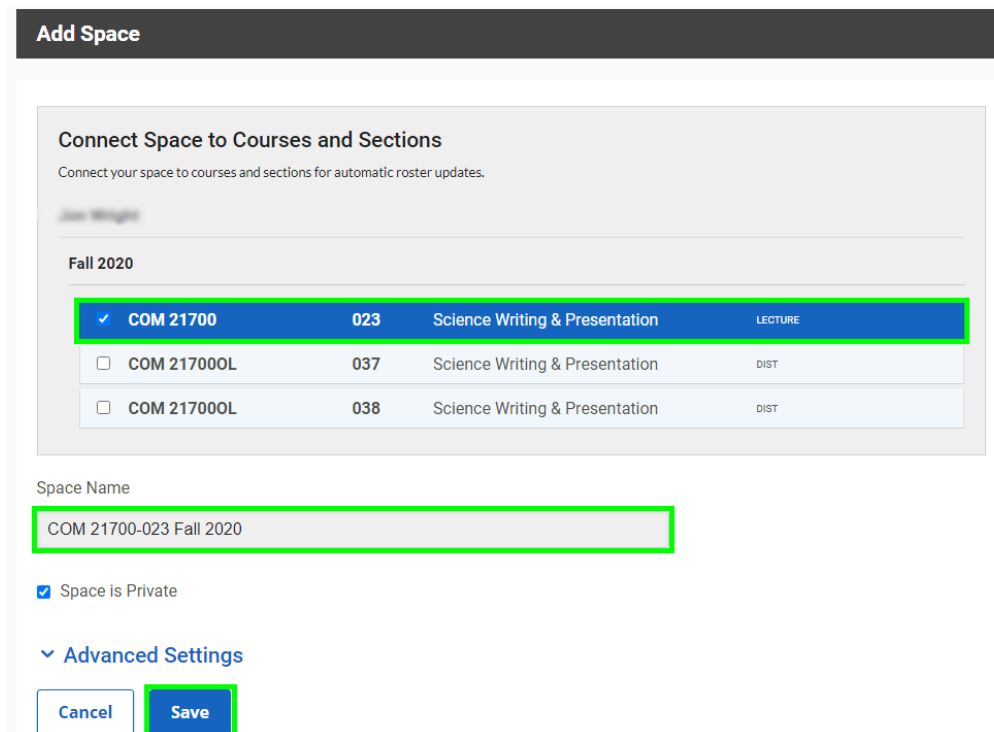 Add Space
Connect Space to Courses and Sections
Connect your space to courses and sections for automatic roster updates.
Fall 2020
COM 21700 023 Science Writing & Presentation LECTURE
COM 21700OL 037 Science Writing & Presentation DIST
COM 21700OL 038 Science Writing & Presentation DIST
Space Name
COM 21700-023 Fall 2020
Space is Private
Advanced Settings
Cancel Save